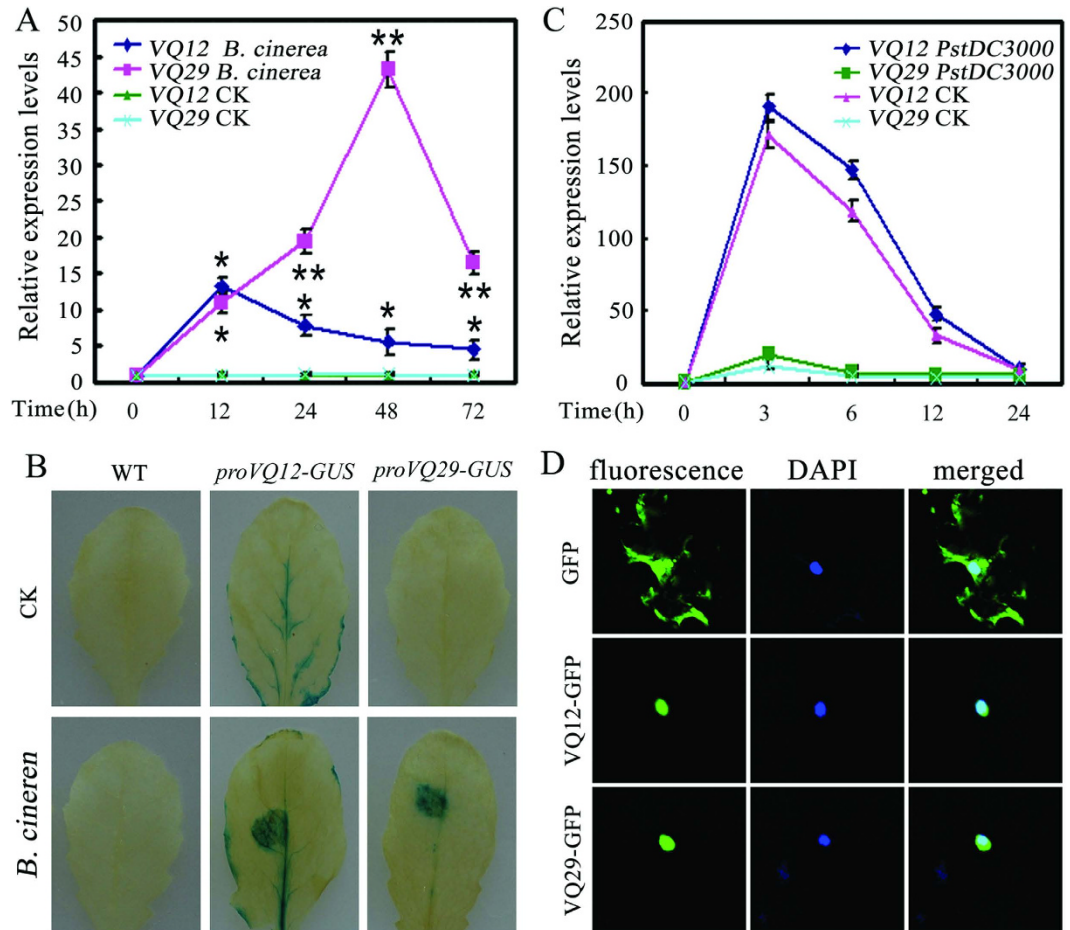 A
Relative expression levels
50
45
40
35
30
25
20
15
10
5
0
VQ12 B. cinerea
VQ29 B. cinerea
VQ12 CK
VQ29 CK
**
*
*
**
*
*
**
*
Time(h) 0 12 24 48 72
C
Relative expression levels
250
200
150
100
50
0
VQ12 PstDC3000
VQ29 PstDC3000
VQ12 CK
VQ29 CK
Time(h) 0 3 6 12 24
B
WT proVQ12-GUS proVQ29-GUS
CK
B. cineren
D
fluorescence DAPI merged
GFP
VQ12-GFP
VQ29-GFP